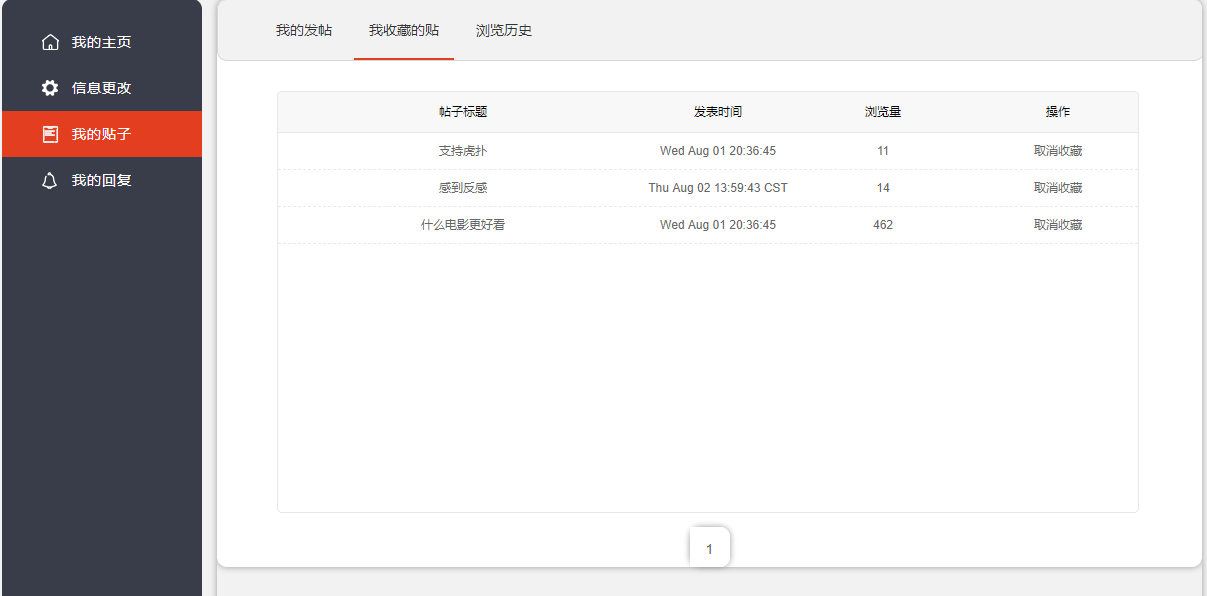 我的主页
信息更改
我的贴子
我的回复
我的发帖 我收藏的贴 浏览历史
帖子标题 发表时间 浏览量 操作
支持虎扑 Wed Aug 01 20:36:45 11 取消收藏
感到反感 Thu Aug 02 13:59:43 CST 14 取消收藏
什么电影更好看 Wed Aug 01 20:36:45 462 取消收藏
1